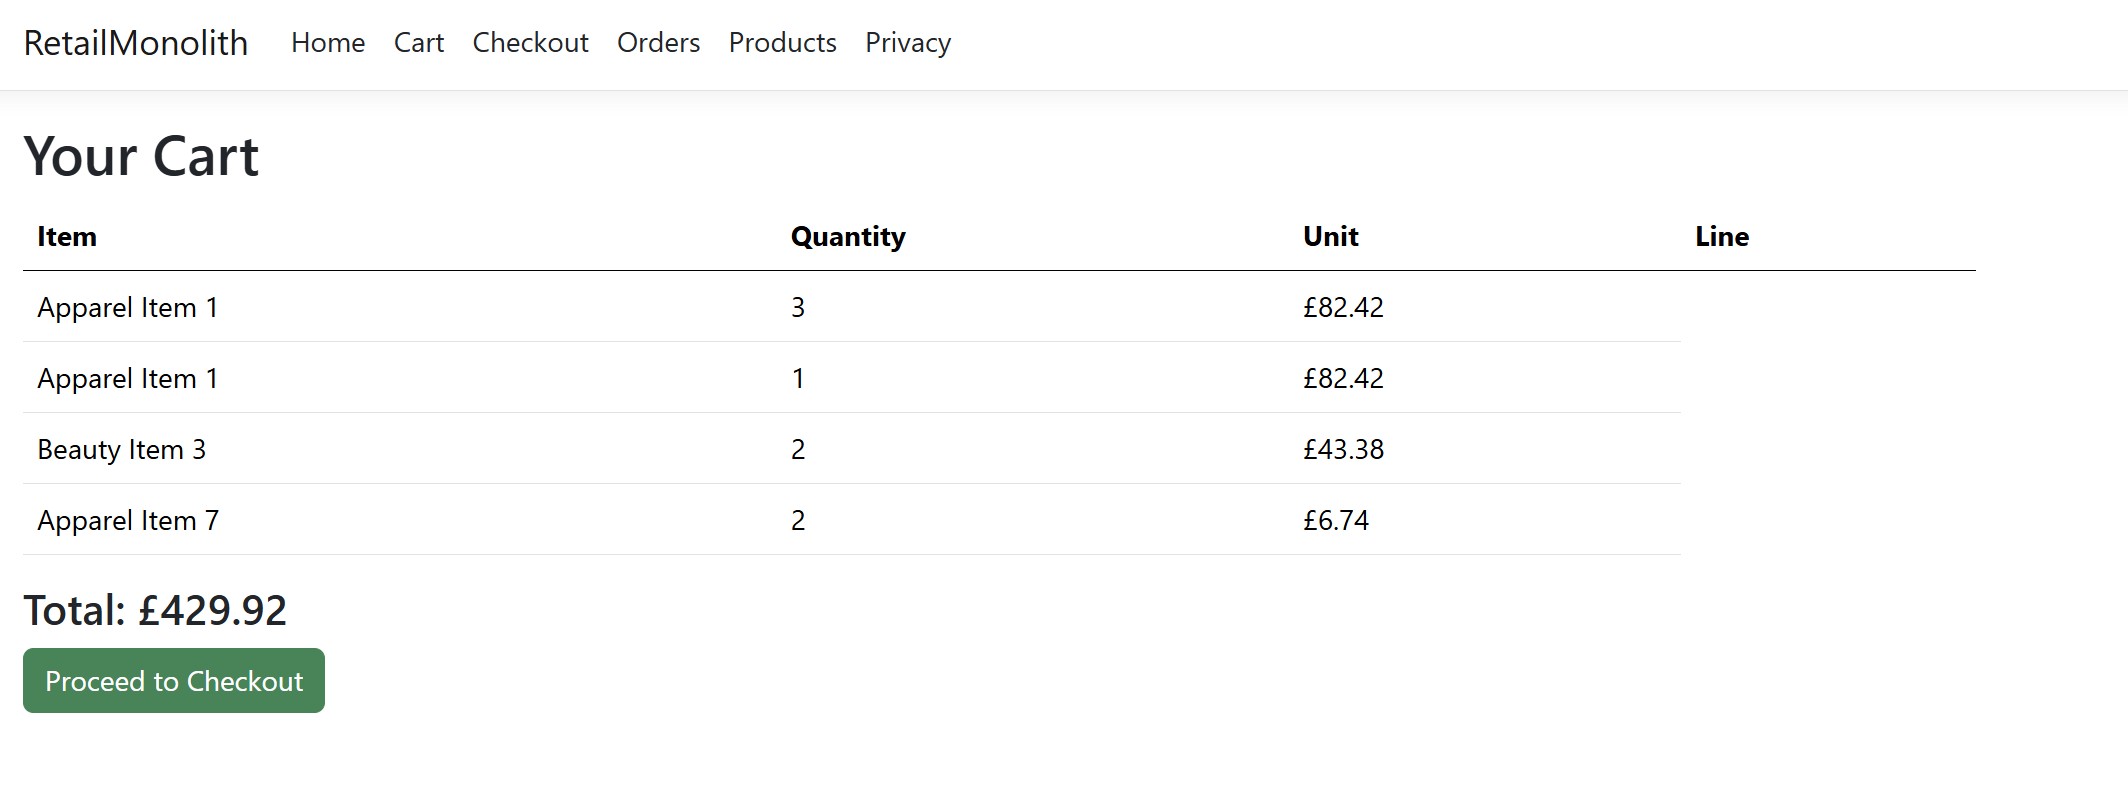 RetailMonolith Home Cart Checkout Orders Products Privacy
Your Cart
Item Quantity Unit Line
Apparel Item 1 3 £82.42
Apparel Item 1 1 £82.42
Beauty Item 3 2 £43.38
Apparel Item 7 2 £6.74
Total: £429.92
Proceed to Checkout